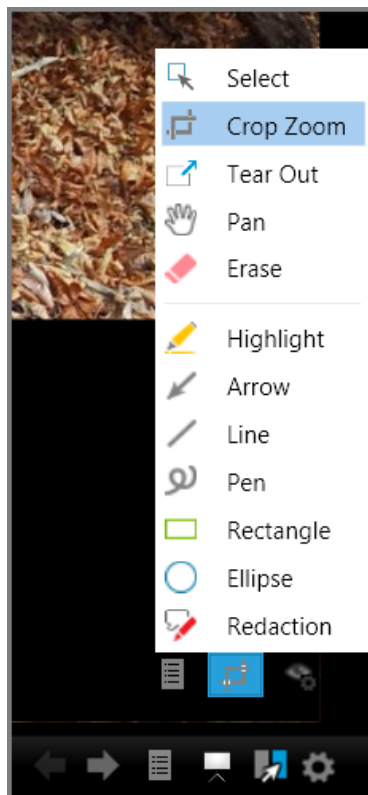 Select
Crop Zoom
Tear Out
Pan
Erase
Highlight
Arrow
Line
Pen
Rectangle
Ellipse
Redaction